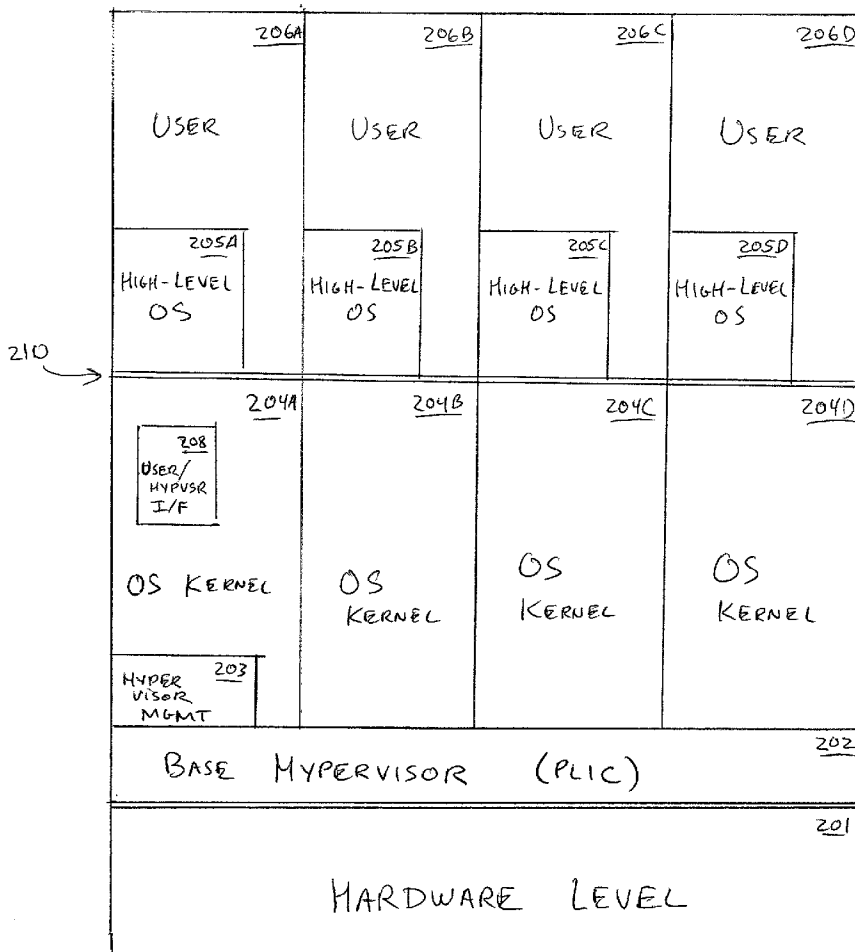 206A 206B 206C 206D
USER USER USER USER
205A 205B 205C 205D
HIGH-LEVEL HIGH-LEVEL HIGH-LEVEL HIGH-LEVEL
OS OS OS OS
210
204A 204B 204C 204D
208
USER/
HYPVSR
I/F
OS KERNEL
OS
KERNEL
OS
KERNEL
OS
KERNEL
203
HYPER
VISOR
MGMT
202
BASE HYPERVISOR (PLIC)
201
HARDWARE LEVEL